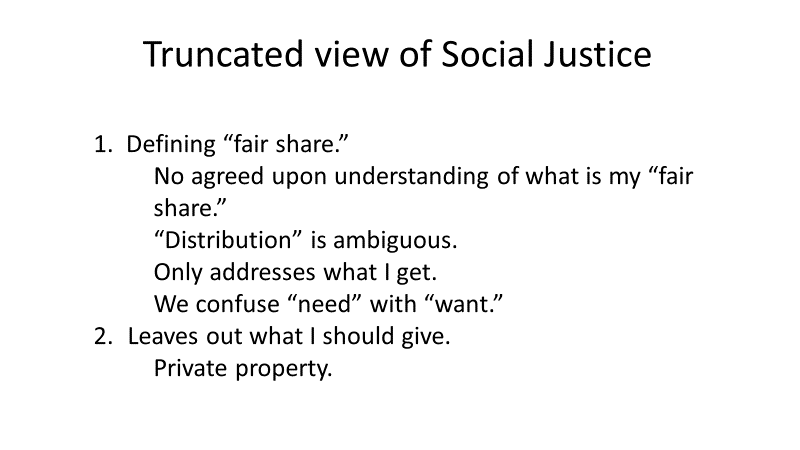 Truncated view of Social Justice
1. Defining “fair share.”
No agreed upon understanding of what is my “fair
share.”
“Distribution” is ambiguous.
Only addresses what I get.
We confuse “need” with “want.”
2. Leaves out what I should give.
Private property.